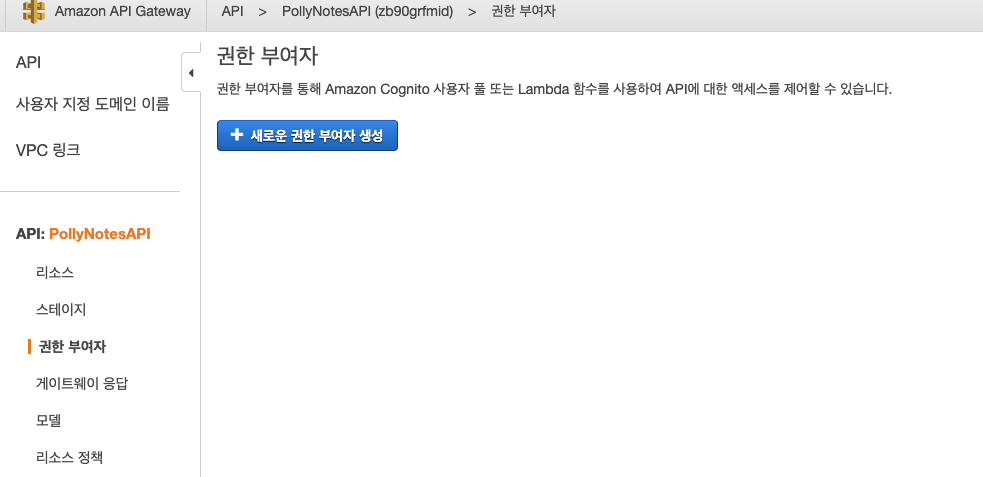 Amazon API Gateway API > PollyNotesAPI (zb90grfmid) > 권한 부여자
API
사용자 지정 도메인 이름
VPC 링크
API: PollyNotesAPI
리소스
스테이지
권한 부여자
게이트웨이 응답
모델
리소스 정책
권한 부여자
권한 부여자를 통해 Amazon Cognito 사용자 풀 또는 Lambda 함수를 사용하여 API에 대한 액세스를 제어할 수 있습니다.
+ 새로운 권한 부여자 생성